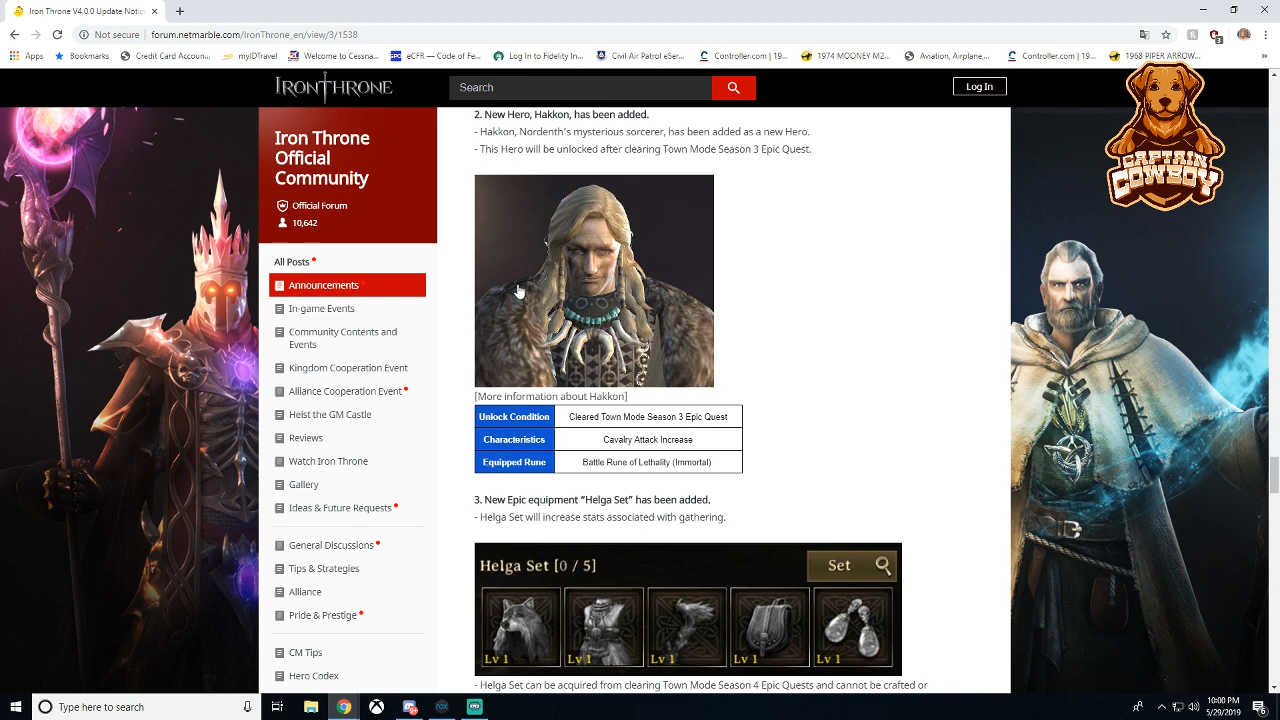 Iron Throne V4.0.0 Update Notic
Not secure | forum.netmarble.com/IronThrone_en/view/3/1538
Apps
Bookmarks
Credit Card Accoun...
myIDTravel
Welcome to Cessna...
eCFR — Code of Fe...
Log In to Fidelity In...
Civil Air Patrol eSer...
Controller.com | 19...
1974 MOONEY M2...
Aviation, Airplane,...
Controller.com | 19...
1968 PIPER ARROW...
»
IRONTHRONE
Search
Log In
CAPTAIN
COWBOY
Iron Throne
Official
Community
Official Forum
10,642
All Posts
Announcements
In-game Events
Community Contents and
Events
Kingdom Cooperation Event
Alliance Cooperation Event
Heist the GM Castle
Reviews
Watch Iron Throne
Gallery
Ideas & Future Requests
General Discussions
Tips & Strategies
Alliance
Pride & Prestige
CM Tips
Hero Codex
2. New Hero, Hakkon, has been added.
- Hakkon, Nordenth's mysterious sorcerer, has been added as a new Hero.
- This Hero will be unlocked after clearing Town Mode Season 3 Epic Quest.
[More information about Hakkon]
Unlock Condition Cleared Town Mode Season 3 Epic Quest
Characteristics Cavalry Attack Increase
Equipped Rune Battle Rune of Lethality (Immortal)
3. New Epic equipment “Helga Set” has been added.
- Helga Set will increase stats associated with gathering.
Helga Set [0 / 5]
Set
Lv 1 Lv 1 Lv 1 Lv 1 Lv 1
- Helga Set can be acquired from clearing Town Mode Season 4 Epic Quests and cannot be crafted or
Type here to search
10:00 PM
5/29/2019